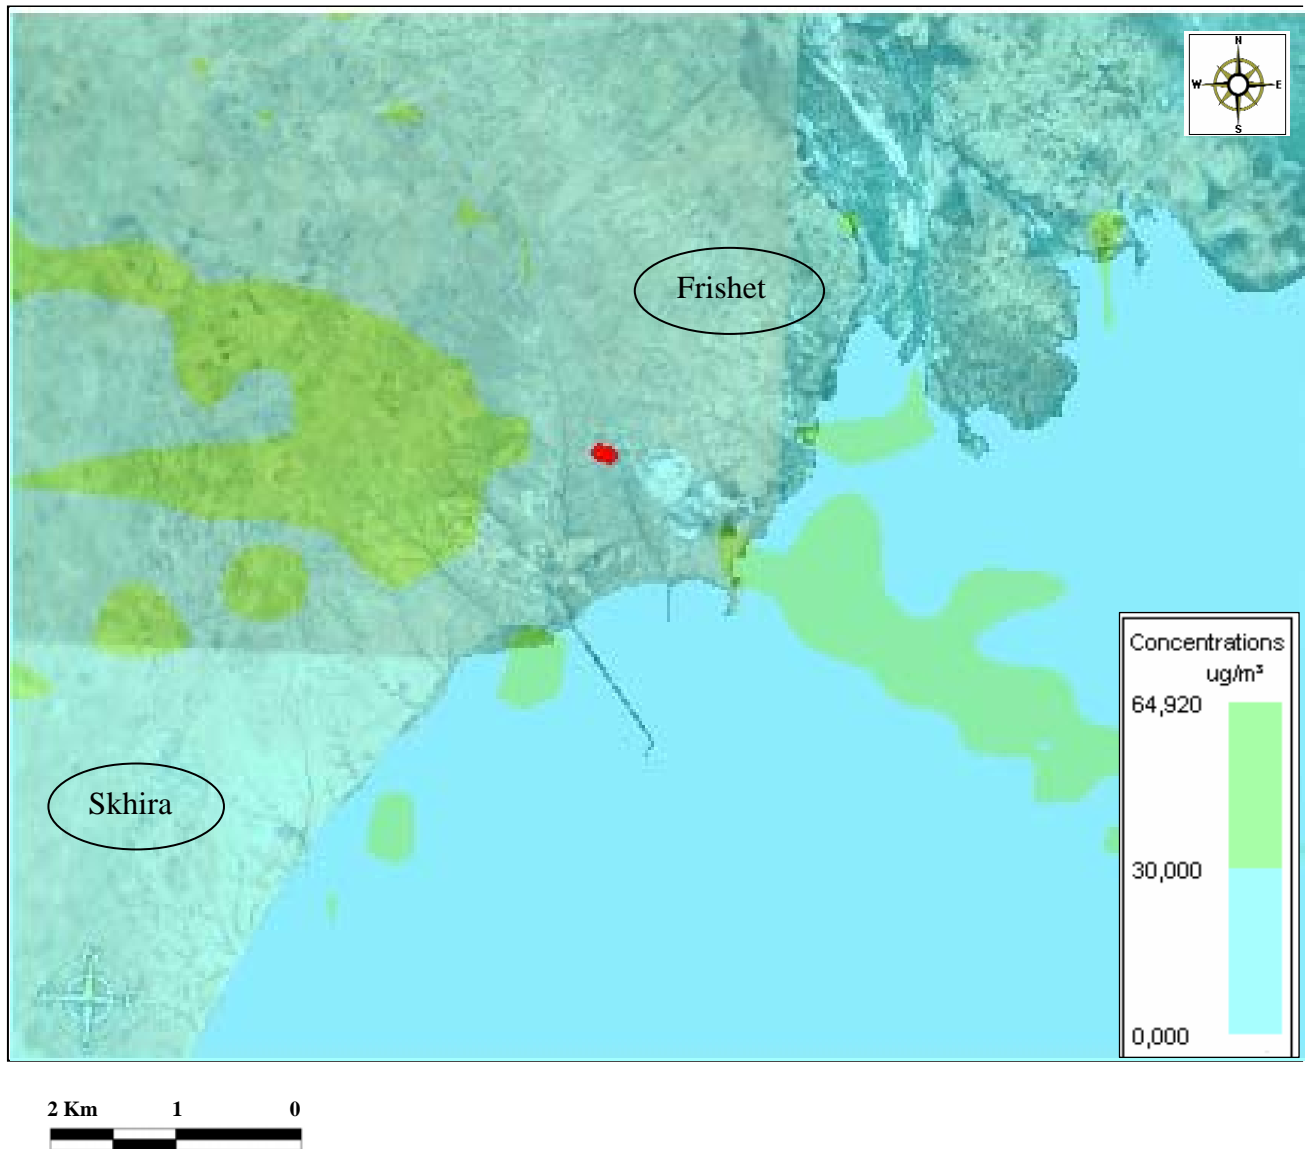 N
W E
S
Frishet
Skhira
Concentrations
ug/m³
64,920
30,000
0,000
2 Km 1 0